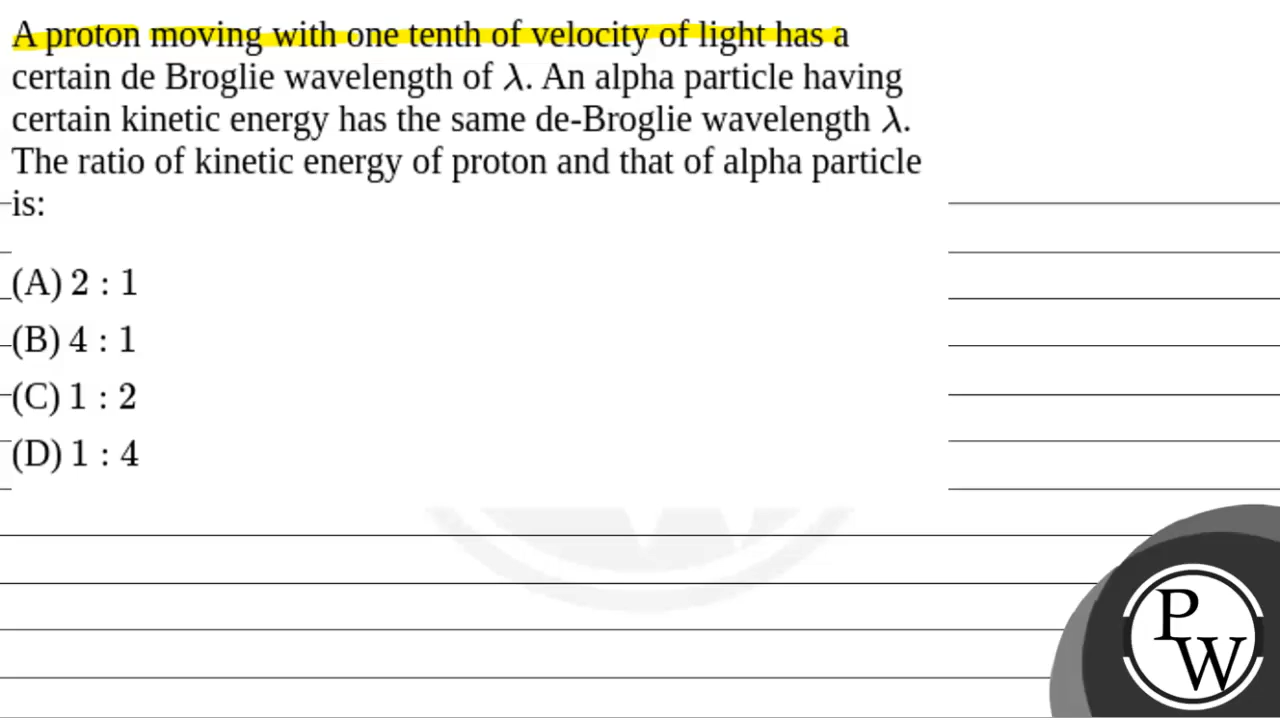 A proton moving with one tenth of velocity of light has a
certain de Broglie wavelength of λ. An alpha particle having
certain kinetic energy has the same de-Broglie wavelength λ.
The ratio of kinetic energy of proton and that of alpha particle
is:
(A) 2 : 1
(B) 4 : 1
(C) 1 : 2
(D) 1 : 4
P
W